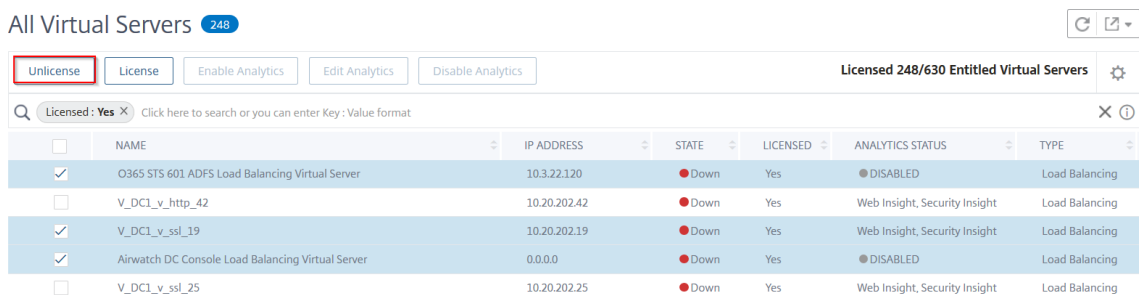 All Virtual Servers 248
Unlicense License Enable Analytics Edit Analytics Disable Analytics Licensed 248/630 Entitled Virtual Servers
Licensed : Yes × Click here to search or you can enter Key : Value format
NAME IP ADDRESS STATE LICENSED ANALYTICS STATUS TYPE
O365 STS 601 ADFS Load Balancing Virtual Server 10.3.22.120 Down Yes DISABLED Load Balancing
V_DC1_v_http_42 10.20.202.42 Down Yes Web Insight, Security Insight Load Balancing
V_DC1_v_ssl_19 10.20.202.19 Down Yes Web Insight, Security Insight Load Balancing
Airwatch DC Console Load Balancing Virtual Server 0.0.0.0 Down Yes DISABLED Load Balancing
V_DC1_v_ssl_25 10.20.202.25 Down Yes Web Insight, Security Insight Load Balancing